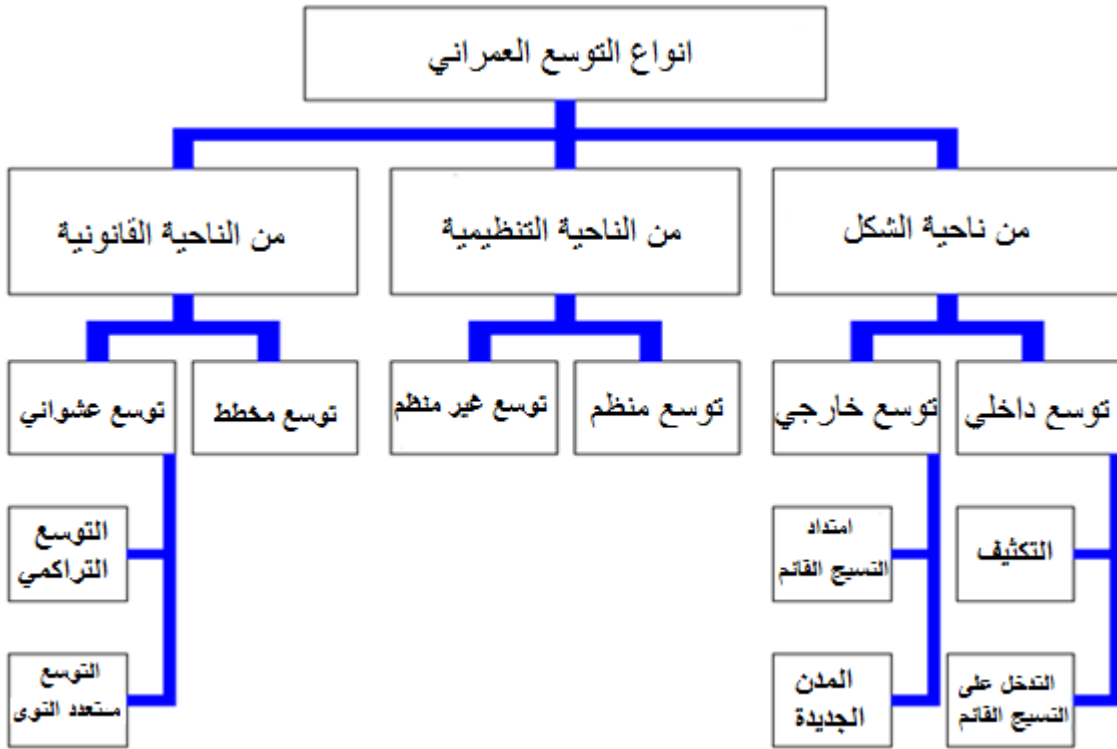 انواع التوسع العمراني
من ناحية الشكل
من الناحية التنظيمية
من الناحية القانونية
توسع داخلي
توسع خارجي
توسع منظم
توسع غير منظم
توسع مخطط
توسع عشواني
التكثيف
امتداد
النسيج القائم
التوسع
التراكمي
التدخل على
النسيج القائم
المدن
الجديدة
التوسع
متعدد النوى